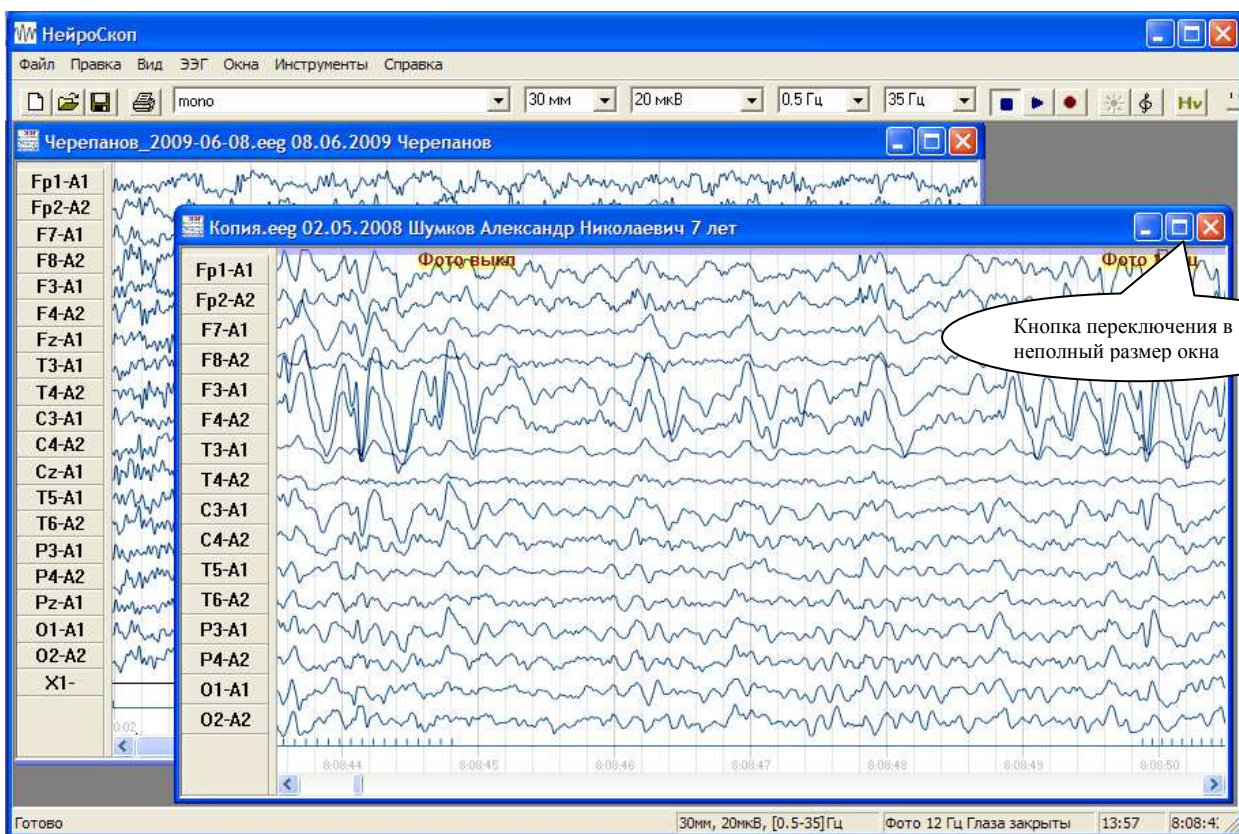 НейроСкоп
Файл Правка Вид ЭЭГ Окна Инструменты Справка
mono 30 мм 20 мкВ 0.5 Гц 35 Гц Hv
Черепанов_2009-06-08.eeg 08.06.2009 Черепанов
Fp1-A1
Fp2-A2
F7-A1
F8-A2
F3-A1
F4-A2
Fz-A1
T3-A1
T4-A2
C3-A1
C4-A2
Cz-A1
T5-A1
T6-A2
P3-A1
P4-A2
Pz-A1
O1-A1
O2-A2
X1-
Копия.eeg 02.05.2008 Шумков Александр Николаевич 7 лет
Фото выкл Фото
Fp1-A1
Fp2-A2
F7-A1
F8-A2
F3-A1
F4-A2
T3-A1
T4-A2
C3-A1
C4-A2
T5-A1
T6-A2
P3-A1
P4-A2
O1-A1
O2-A2
8:08:44 8:08:45 8:08:46 8:08:47 8:08:48 8:08:49 8:08:50
Кнопка переключения в
неполный размер окна
Готово 30мм, 20мкВ, [0.5-35]Гц Фото 12 Гц Глаза закрыты 13:57